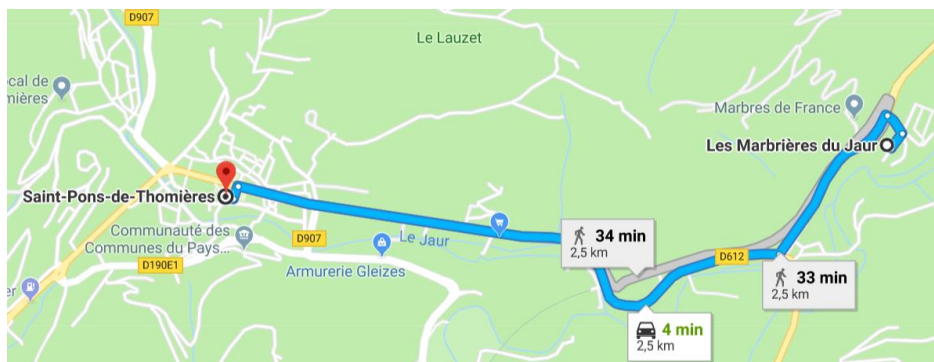 D907
Le Lauzet
ocal de
mières
Marbres de France
Les Marbrières du Jaur
Saint-Pons-de-Thomières
Communauté des
Communes du Pays...
D907
Le Jaur
34 min
2,5 km
D612
33 min
2,5 km
D190E1
Armurerie Gleizes
er
4 min
2,5 km